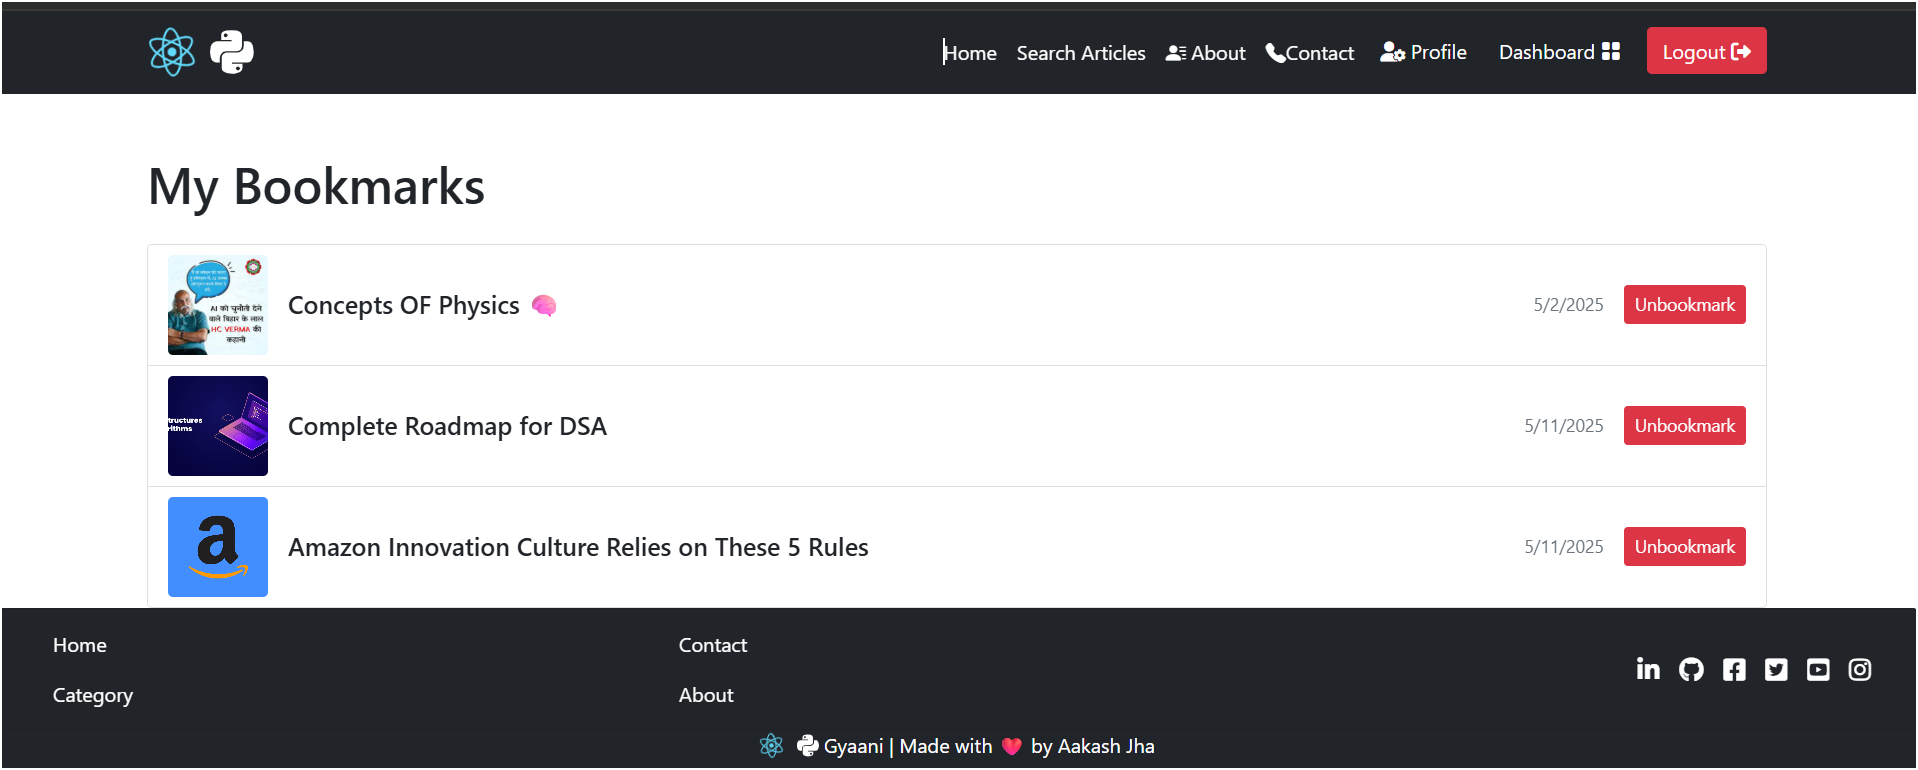 Home Search Articles About Contact Profile Dashboard Logout
My Bookmarks
AI को चुनौती देने
वाले बिहार के लाल
HC VERMA की
कहानी
Concepts OF Physics 🧠
5/2/2025
Unbookmark
tructures
rithms
Complete Roadmap for DSA
5/11/2025
Unbookmark
a
Amazon Innovation Culture Relies on These 5 Rules
5/11/2025
Unbookmark
Home
Category
Contact
About
Gyaani | Made with ❤️ by Aakash Jha